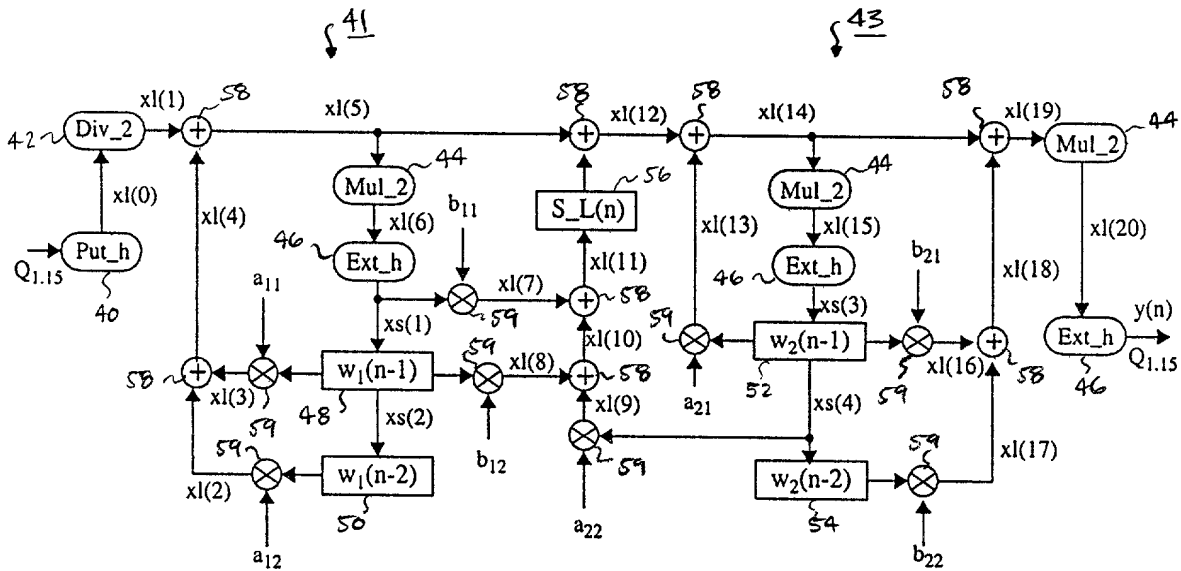 41
43
xl(1)
58
xl(5)
58
xl(12)
58
xl(14)
58
xl(19)
44
42
Div_2
Mul_2
xl(0)
xl(4)
44
Mul_2
b11
56
S_L(n)
xl(13)
44
Mul_2
xl(6)
xl(15)
xl(20)
Put_h
Q1.15
40
46
Ext_h
xl(11)
46
Ext_h
b21
xl(18)
a11
xl(7)
59
58
xs(3)
y(n)
Ext_h
Q1.15
46
xs(1)
xl(10)
59
58
xl(3)
59
w1(n-1)
48
59
xl(8)
58
w2(n-1)
52
59
xl(16)
58
xs(2)
xl(9)
a21
xs(4)
b12
59
xl(2)
w1(n-2)
50
59
w2(n-2)
54
59
xl(17)
a12
a22
b22